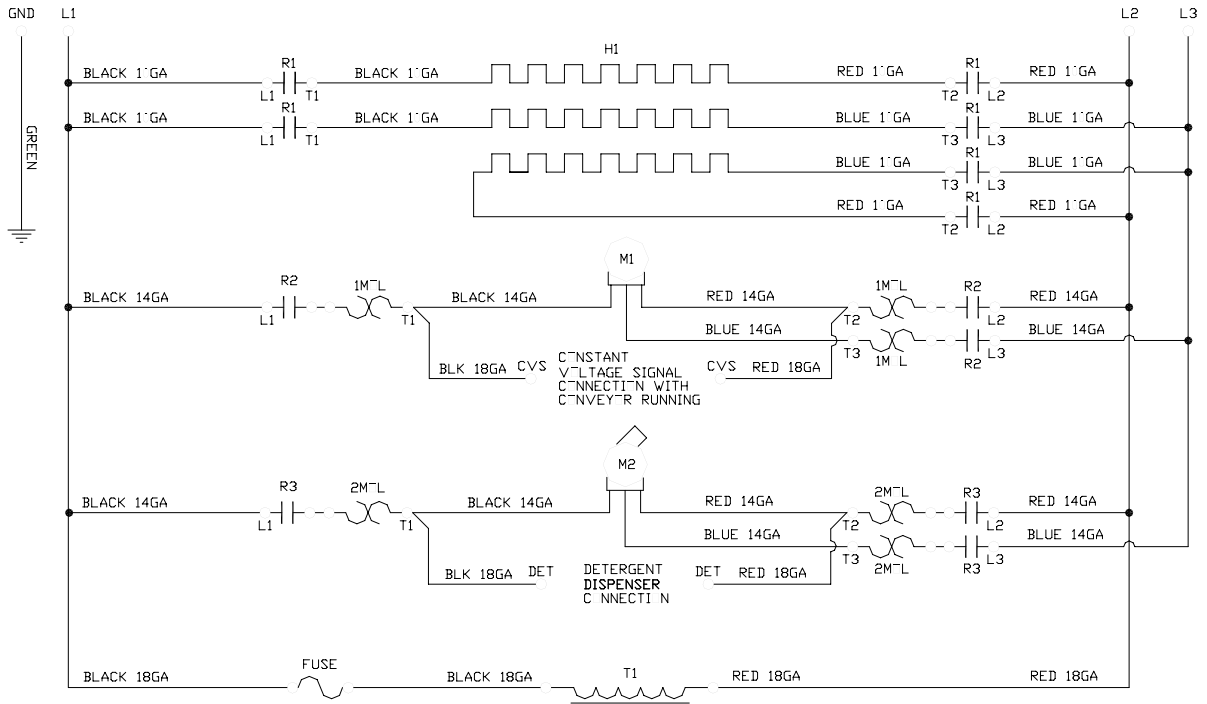 GND L1 L2 L3
H1
BLACK 1 GA R1 BLACK 1 GA RED 1 GA R1 RED 1 GA
L1 T1 T2 L2
BLACK 1 GA R1 BLACK 1 GA BLUE 1 GA R1 BLUE 1 GA
L1 T1 T3 L3
GREEN
BLUE 1 GA R1 BLUE 1 GA
T3 L3
RED 1 GA R1 RED 1 GA
T2 L2
M1
R2 1M L 1M L R2
BLACK 14GA BLACK 14GA RED 14GA RED 14GA
L1 T1 T2 L2
BLUE 14GA BLUE 14GA
T3 1M L R2 L3
BLK 18GA CVS CVS RED 18GA
C NSTANT
V LTAGE SIGNAL
C NNECTI N WITH
C NVEY R RUNNING
M2
R3 2M L 2M L R3
BLACK 14GA BLACK 14GA RED 14GA RED 14GA
L1 T1 T2 L2
BLUE 14GA BLUE 14GA
T3 2M L R3 L3
BLK 18GA DET DET RED 18GA
DETERGENT
DISPENSER
C NNECTI N
FUSE T1
BLACK 18GA BLACK 18GA RED 18GA RED 18GA